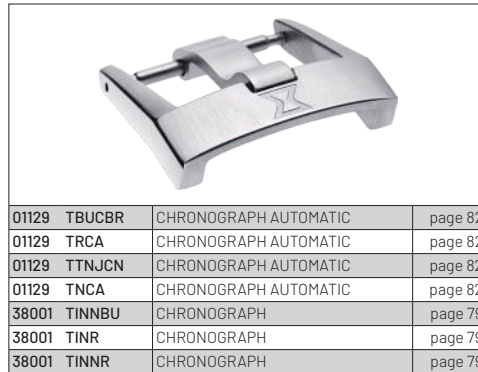 01129 TBUCBR CHRONOGRAPH AUTOMATIC page 82
01129 TRCA CHRONOGRAPH AUTOMATIC page 82
01129 TTNJCN CHRONOGRAPH AUTOMATIC page 82
01129 TNCA CHRONOGRAPH AUTOMATIC page 82
38001 TINNBU CHRONOGRAPH page 79
38001 TINR CHRONOGRAPH page 79
38001 TINNR CHRONOGRAPH page 79